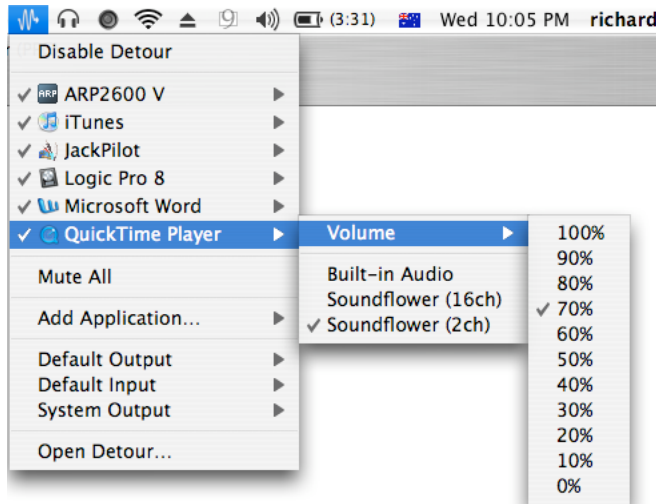 (3:31) Wed 10:05 PM richard
Disable Detour
ARP2600 V
iTunes
JackPilot
Logic Pro 8
Microsoft Word
QuickTime Player
Mute All
Add Application...
Default Output
Default Input
System Output
Open Detour...
Volume
Built-in Audio
Soundflower (16ch)
Soundflower (2ch)
100%
90%
80%
70%
60%
50%
40%
30%
20%
10%
0%